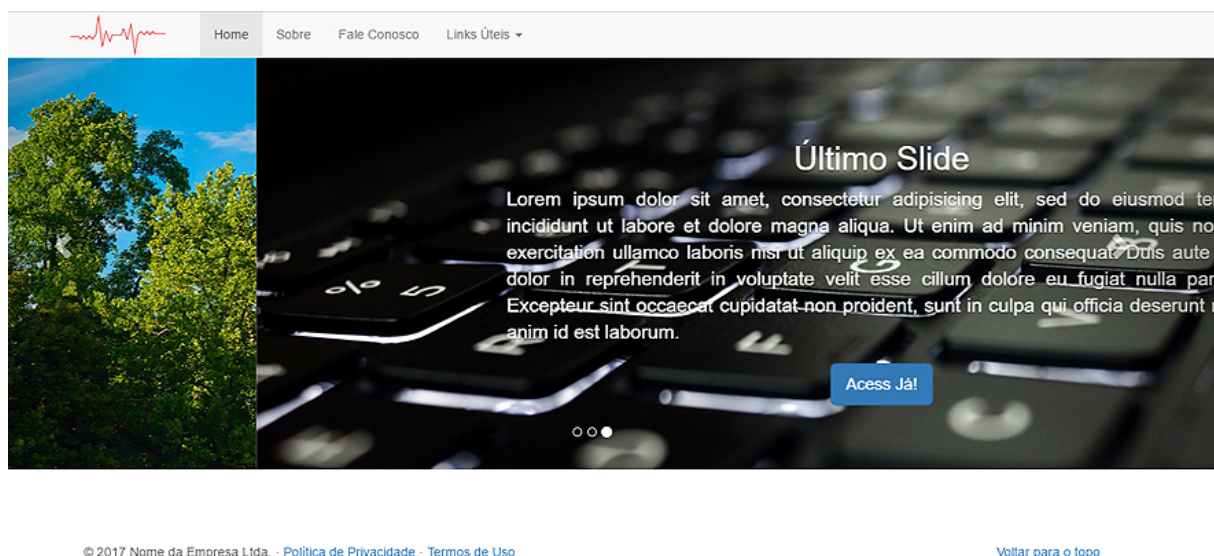 Home Sobre Fale Conosco Links Úteis
Último Slide
Lorem ipsum dolor sit amet, consectetur adipisicing elit, sed do eiusmod
incididunt ut labore et dolore magna aliqua. Ut enim ad minim veniam, quis
exercitation ullamco laboris nisi ut aliquip ex ea commodo consequat. Duis aute
dolor in reprehenderit in voluptate velit esse cillum dolore eu fugiat nulla
Excepteur sint occaecat cupidatat non proident, sunt in culpa qui officia deserunt
anim id est laborum.
% 5
T
R F V
C
Acess Já!
© 2017 Nome da Empresa Ltda. · Política de Privacidade · Termos de Uso Voltar para o topo